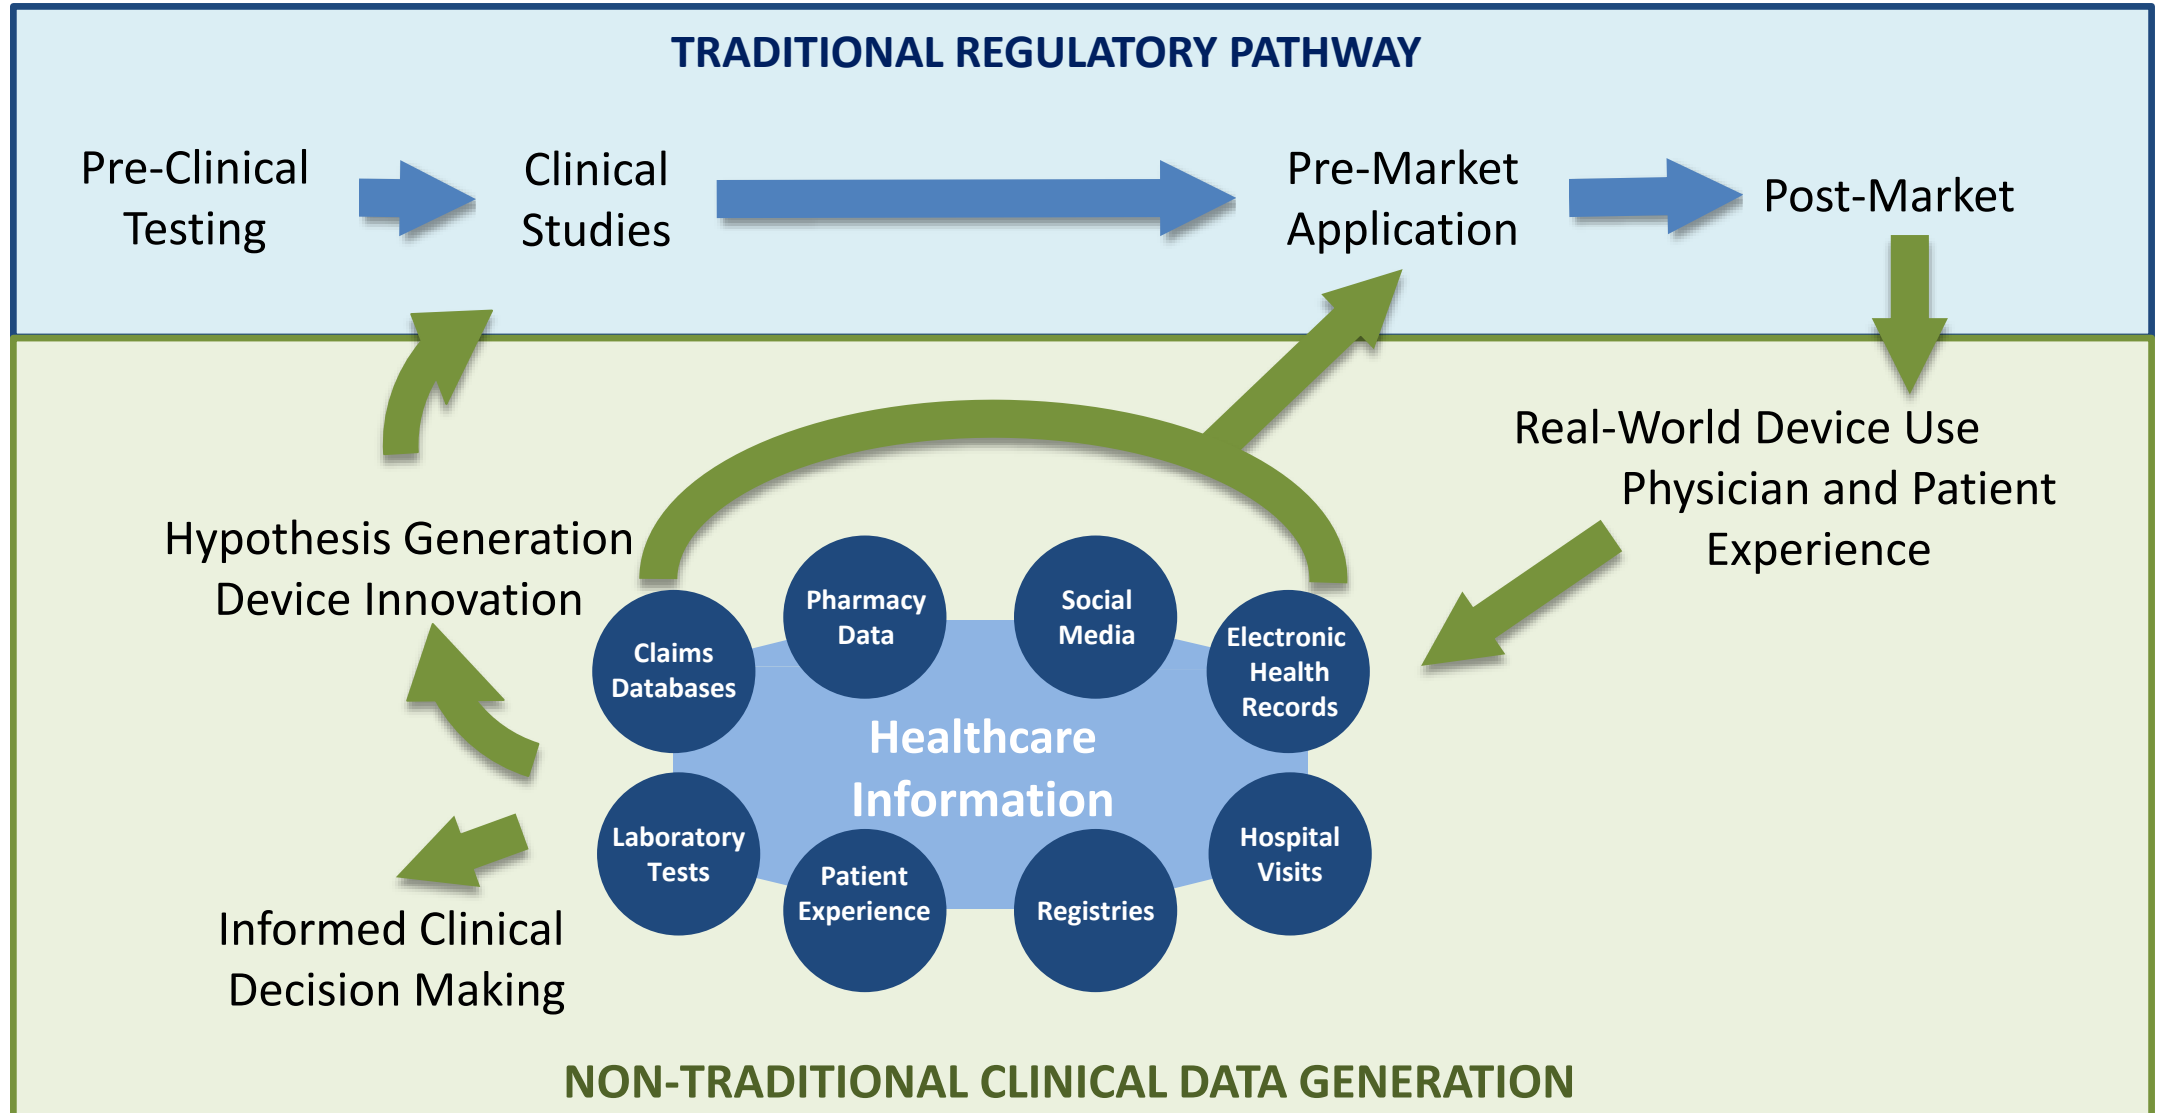 TRADITIONAL REGULATORY PATHWAY
Pre-Clinical
Testing
Clinical
Studies
Pre-Market
Application
Post-Market
Real-World Device Use
Physician and Patient
Experience
Hypothesis Generation
Device Innovation
Claims
Databases
Pharmacy
Data
Social
Media
Electronic
Health
Records
Healthcare
Information
Laboratory
Tests
Patient
Experience
Registries
Hospital
Visits
Informed Clinical
Decision Making
NON-TRADITIONAL CLINICAL DATA GENERATION